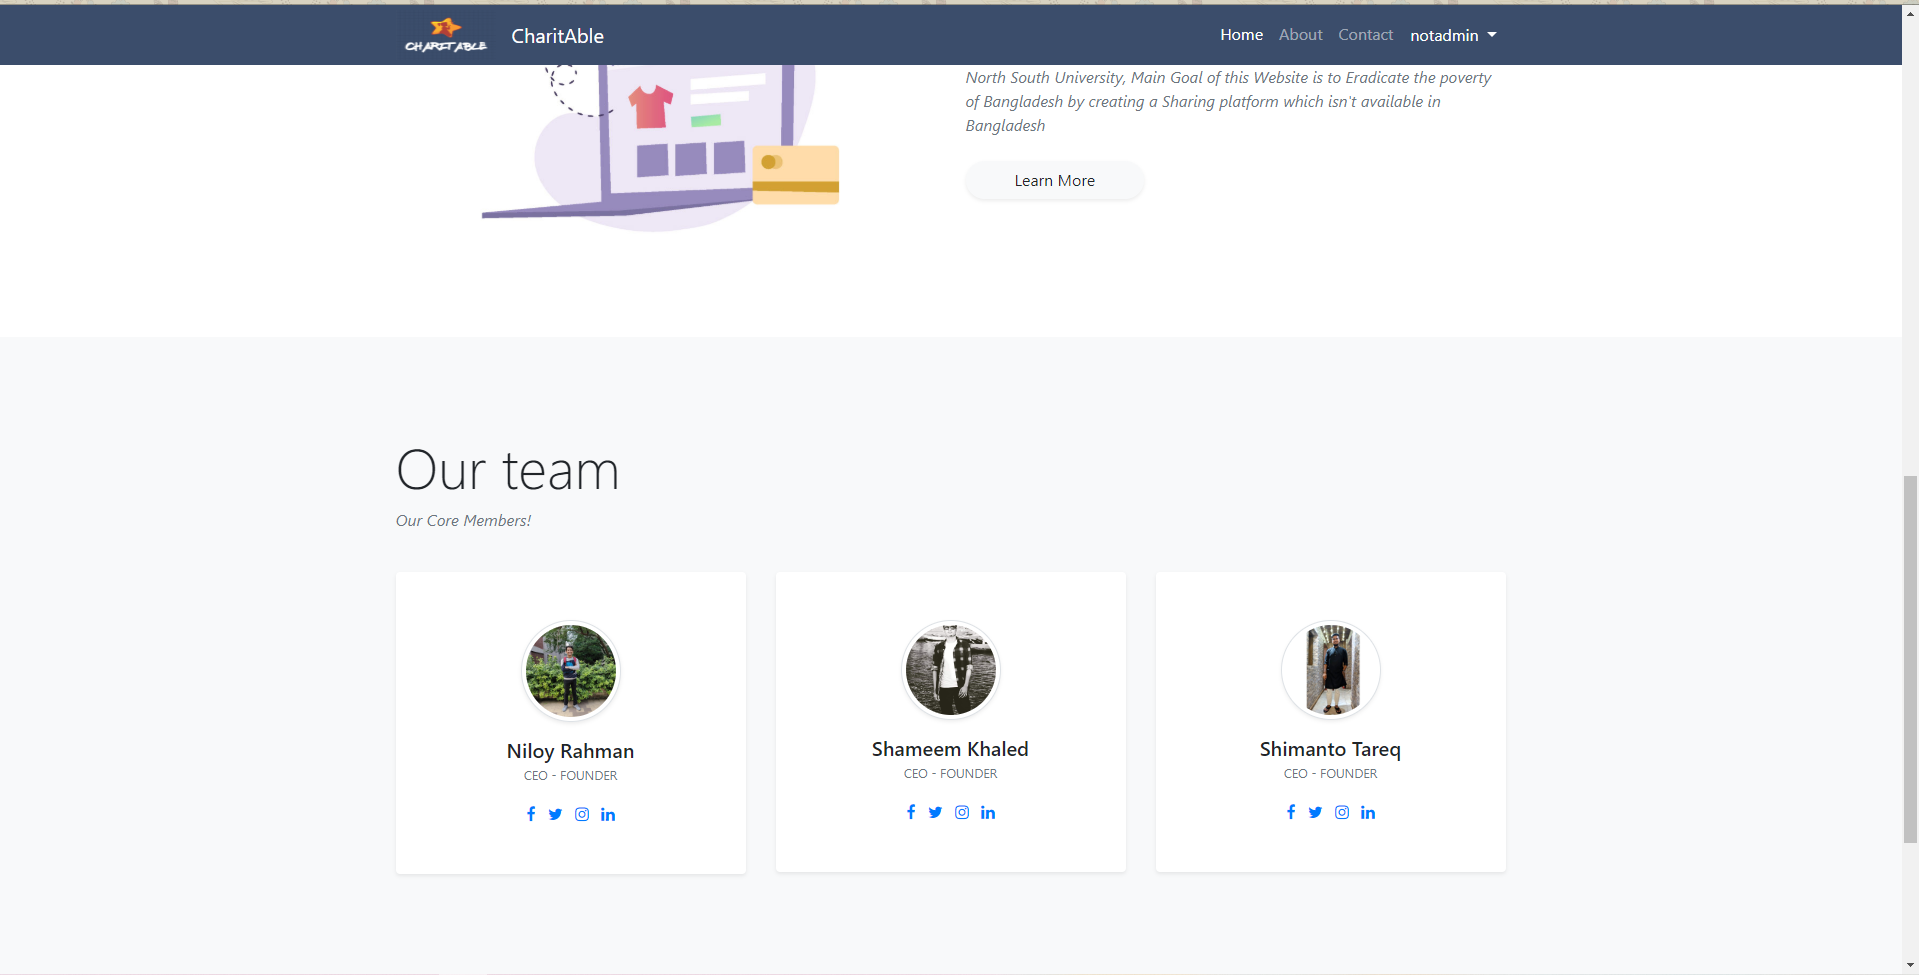 CHARITABLE
CharitAble
Home About Contact notadmin
North South University, Main Goal of this Website is to Eradicate the poverty
of Bangladesh by creating a Sharing platform which isn't available in
Bangladesh
Learn More
Our team
Our Core Members!
Niloy Rahman
CEO - FOUNDER
Shameem Khaled
CEO - FOUNDER
Shimanto Tareq
CEO - FOUNDER